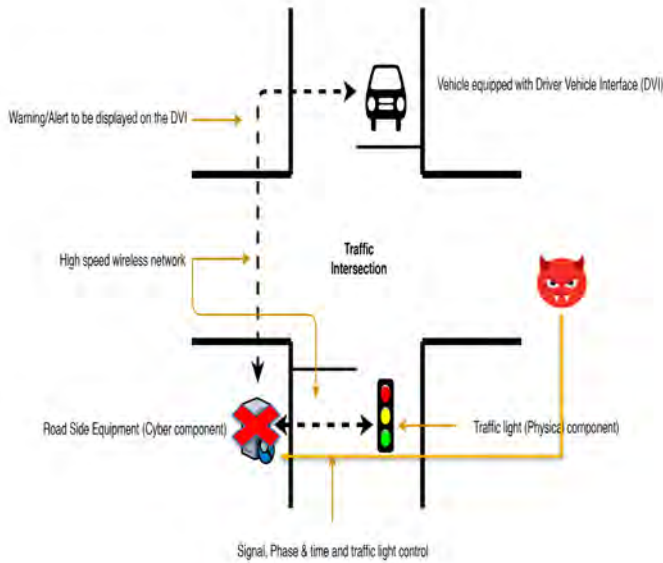 Vehicle equipped with Driver Vehicle Interface (DVI)
Warning/Alert to be displayed on the DVI
High speed wireless network
Traffic
Intersection
Road Side Equipment (Cyber component)
Traffic light (Physical component)
Signal, Phase & time and traffic light control